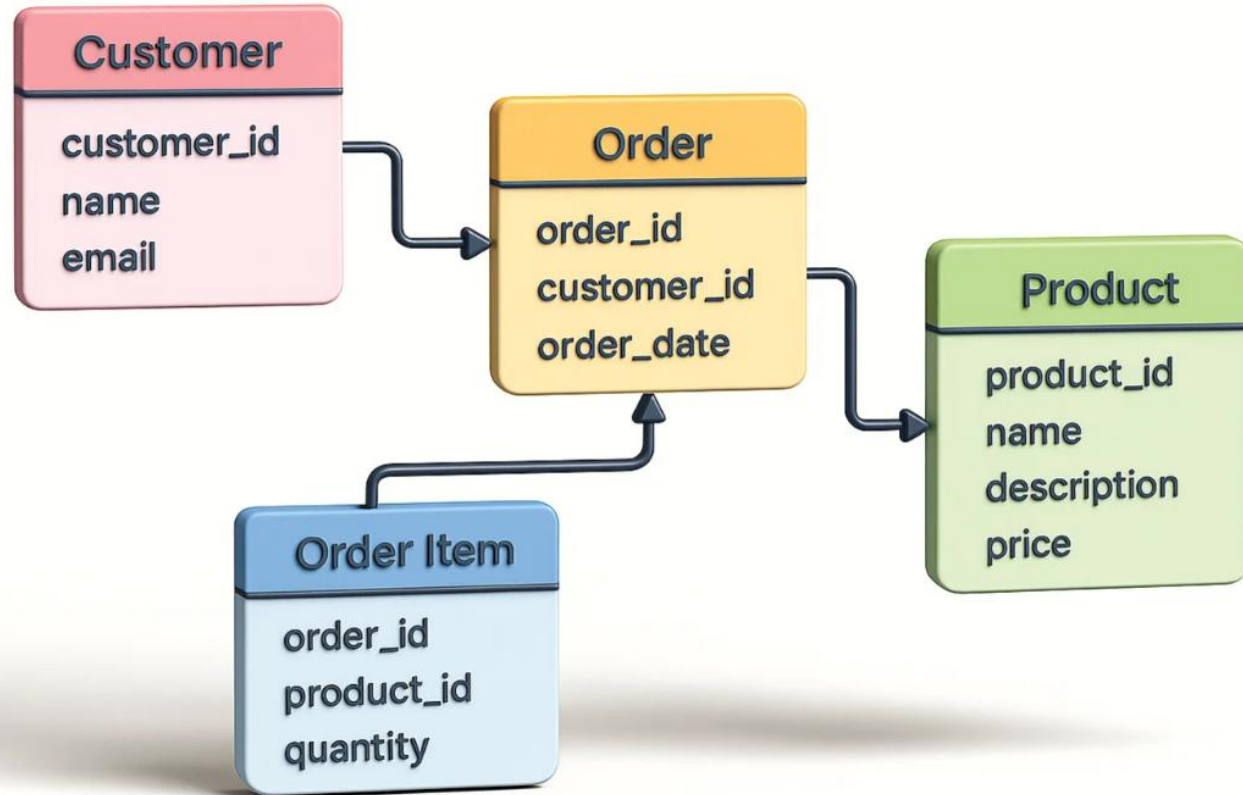 Customer
customer_id
name
email
Order
order_id
customer_id
order_date
Product
product_id
name
description
price
Order Item
order_id
product_id
quantity